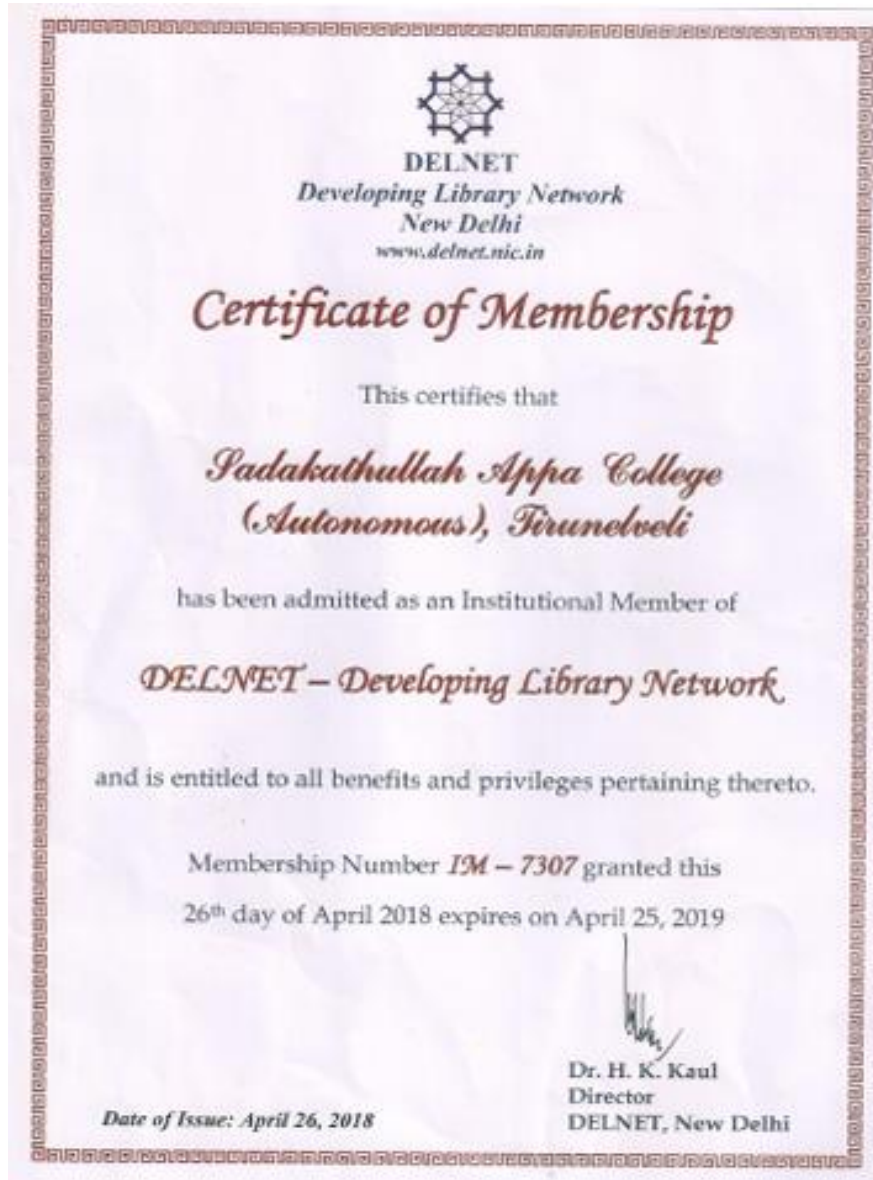 DELNET
Developing Library Network
New Delhi
www.delnet.nic.in
Certificate of Membership
This certifies that
Sadakathullah Appa College
(Autonomous), Tirunelveli
has been admitted as an Institutional Member of
DELNET – Developing Library Network
and is entitled to all benefits and privileges pertaining thereto.
Membership Number IM – 7307 granted this
26th day of April 2018 expires on April 25, 2019
Dr. H. K. Kaul
Director
Date of Issue: April 26, 2018
DELNET, New Delhi